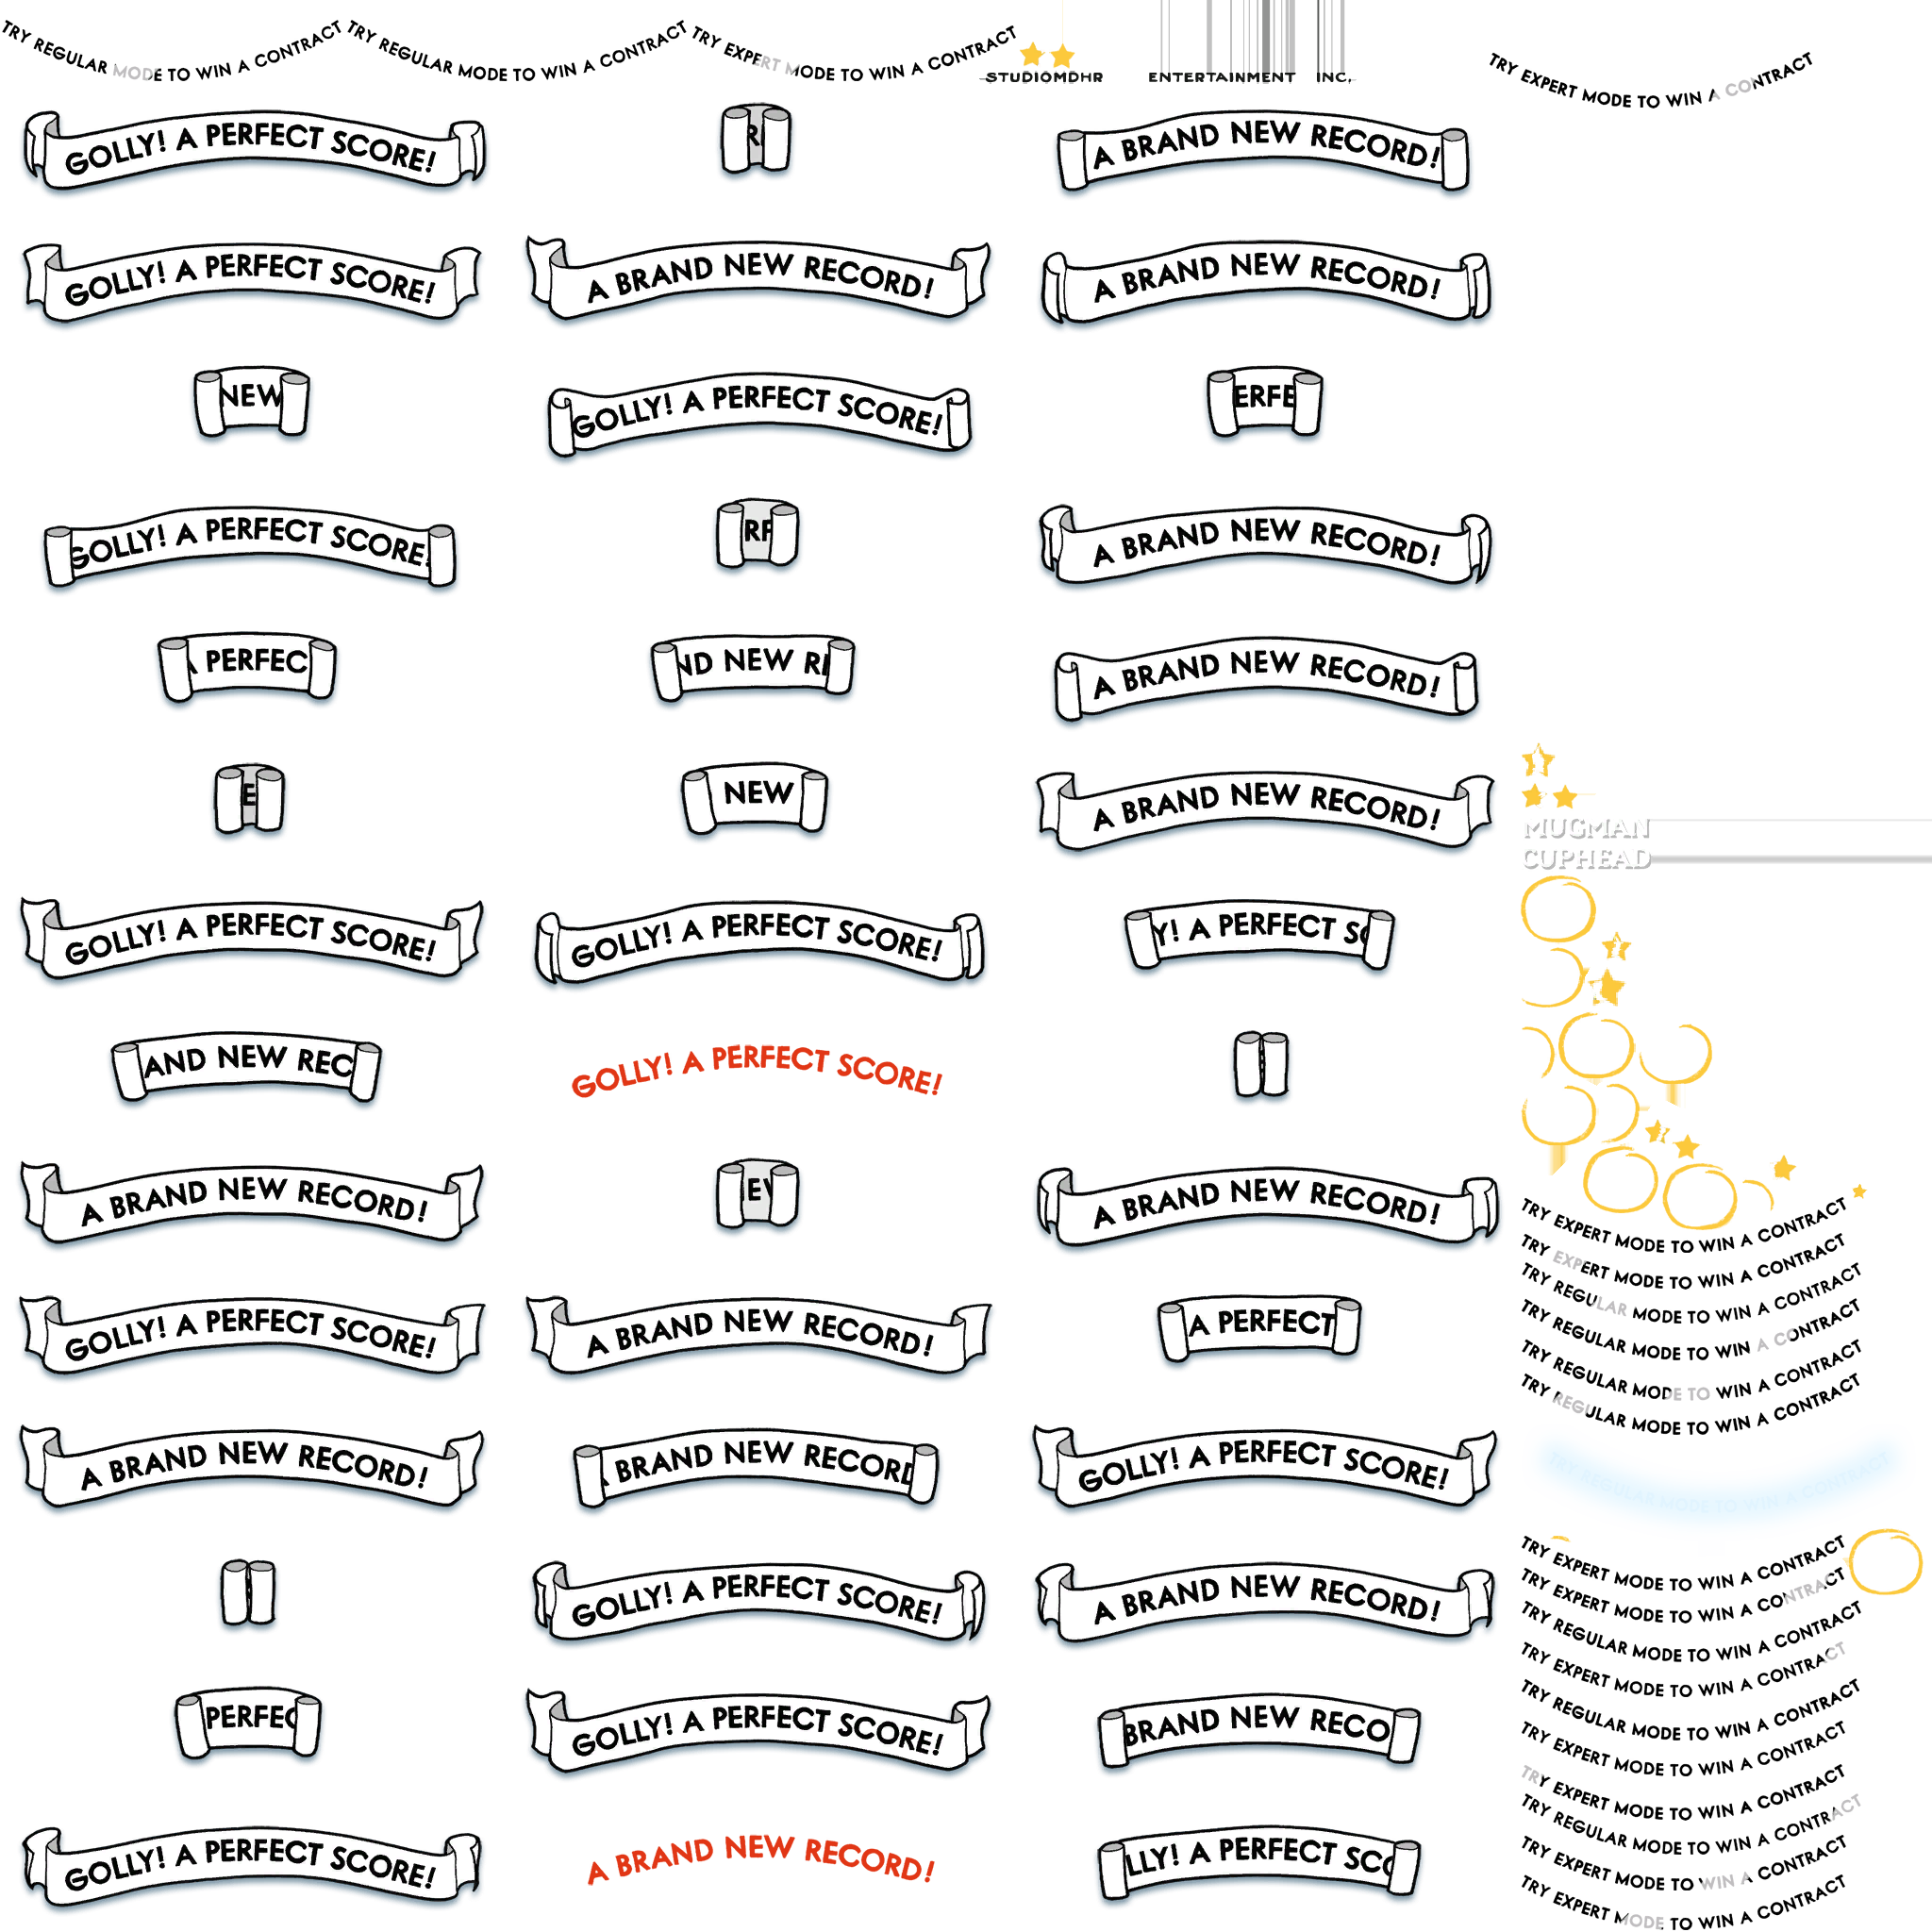 TRY REGULAR MODE TO WIN A CONTRACT
TRY REGULAR MODE TO WIN A CONTRACT
TRY EXPERT MODE TO WIN A CONTRACT
STUDIOMDHR ENTERTAINMENT INC.
TRY EXPERT MODE TO WIN A CONTRACT
GOLLY! A PERFECT SCORE!
R
A BRAND NEW RECORD!
GOLLY! A PERFECT SCORE!
A BRAND NEW RECORD!
A BRAND NEW RECORD!
NEW
GOLLY! A PERFECT SCORE!
ERFE
GOLLY! A PERFECT SCORE!
RF
A BRAND NEW RECORD!
A PERFEC
ND NEW R
A BRAND NEW RECORD!
E
NEW
A BRAND NEW RECORD!
GOLLY! A PERFECT SCORE!
GOLLY! A PERFECT SCORE!
Y! A PERFECT S
AND NEW REC
GOLLY! A PERFECT SCORE!
A BRAND NEW RECORD!
E
A BRAND NEW RECORD!
GOLLY! A PERFECT SCORE!
A BRAND NEW RECORD!
A PERFECT
A BRAND NEW RECORD!
BRAND NEW RECORD
GOLLY! A PERFECT SCORE!
GOLLY! A PERFECT SCORE!
A BRAND NEW RECORD!
PERFEC
GOLLY! A PERFECT SCORE!
BRAND NEW RECO
GOLLY! A PERFECT SCORE!
A BRAND NEW RECORD!
LLY! A PERFECT SC
MUGMAN
CUPHEAD
TRY EXPERT MODE TO WIN A CONTRACT
TRY EXPERT MODE TO WIN A CONTRACT
TRY REGULAR MODE TO WIN A CONTRACT
TRY REGULAR MODE TO WIN A CONTRACT
TRY REGULAR MODE TO WIN A CONTRACT
TRY REGULAR MODE TO WIN A CONTRACT
TRY REGULAR MODE TO WIN A CONTRACT
TRY EXPERT MODE TO WIN A CONTRACT
TRY EXPERT MODE TO WIN A CONTRACT
TRY REGULAR MODE TO WIN A CONTRACT
TRY EXPERT MODE TO WIN A CONTRACT
TRY REGULAR MODE TO WIN A CONTRACT
TRY EXPERT MODE TO WIN A CONTRACT
TRY EXPERT MODE TO WIN A CONTRACT
TRY REGULAR MODE TO WIN A CONTRACT
TRY EXPERT MODE TO WIN A CONTRACT
TRY EXPERT MODE TO WIN A CONTRACT